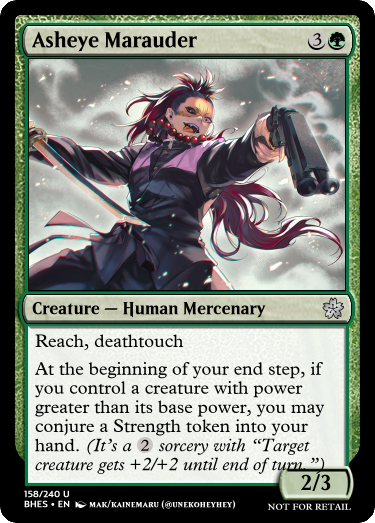 Asheye Marauder 3
Creature — Human Mercenary
Reach, deathtouch
At the beginning of your end step, if
you control a creature with power
greater than its base power, you may
conjure a Strength token into your
hand. (It's a 2 sorcery with “Target
creature gets +2/+2 until end of turn.”)
2/3
158/240 U
BHES • EN MAK/KAINEMARU (@UNEKOHEYHEY)
NOT FOR RETAIL